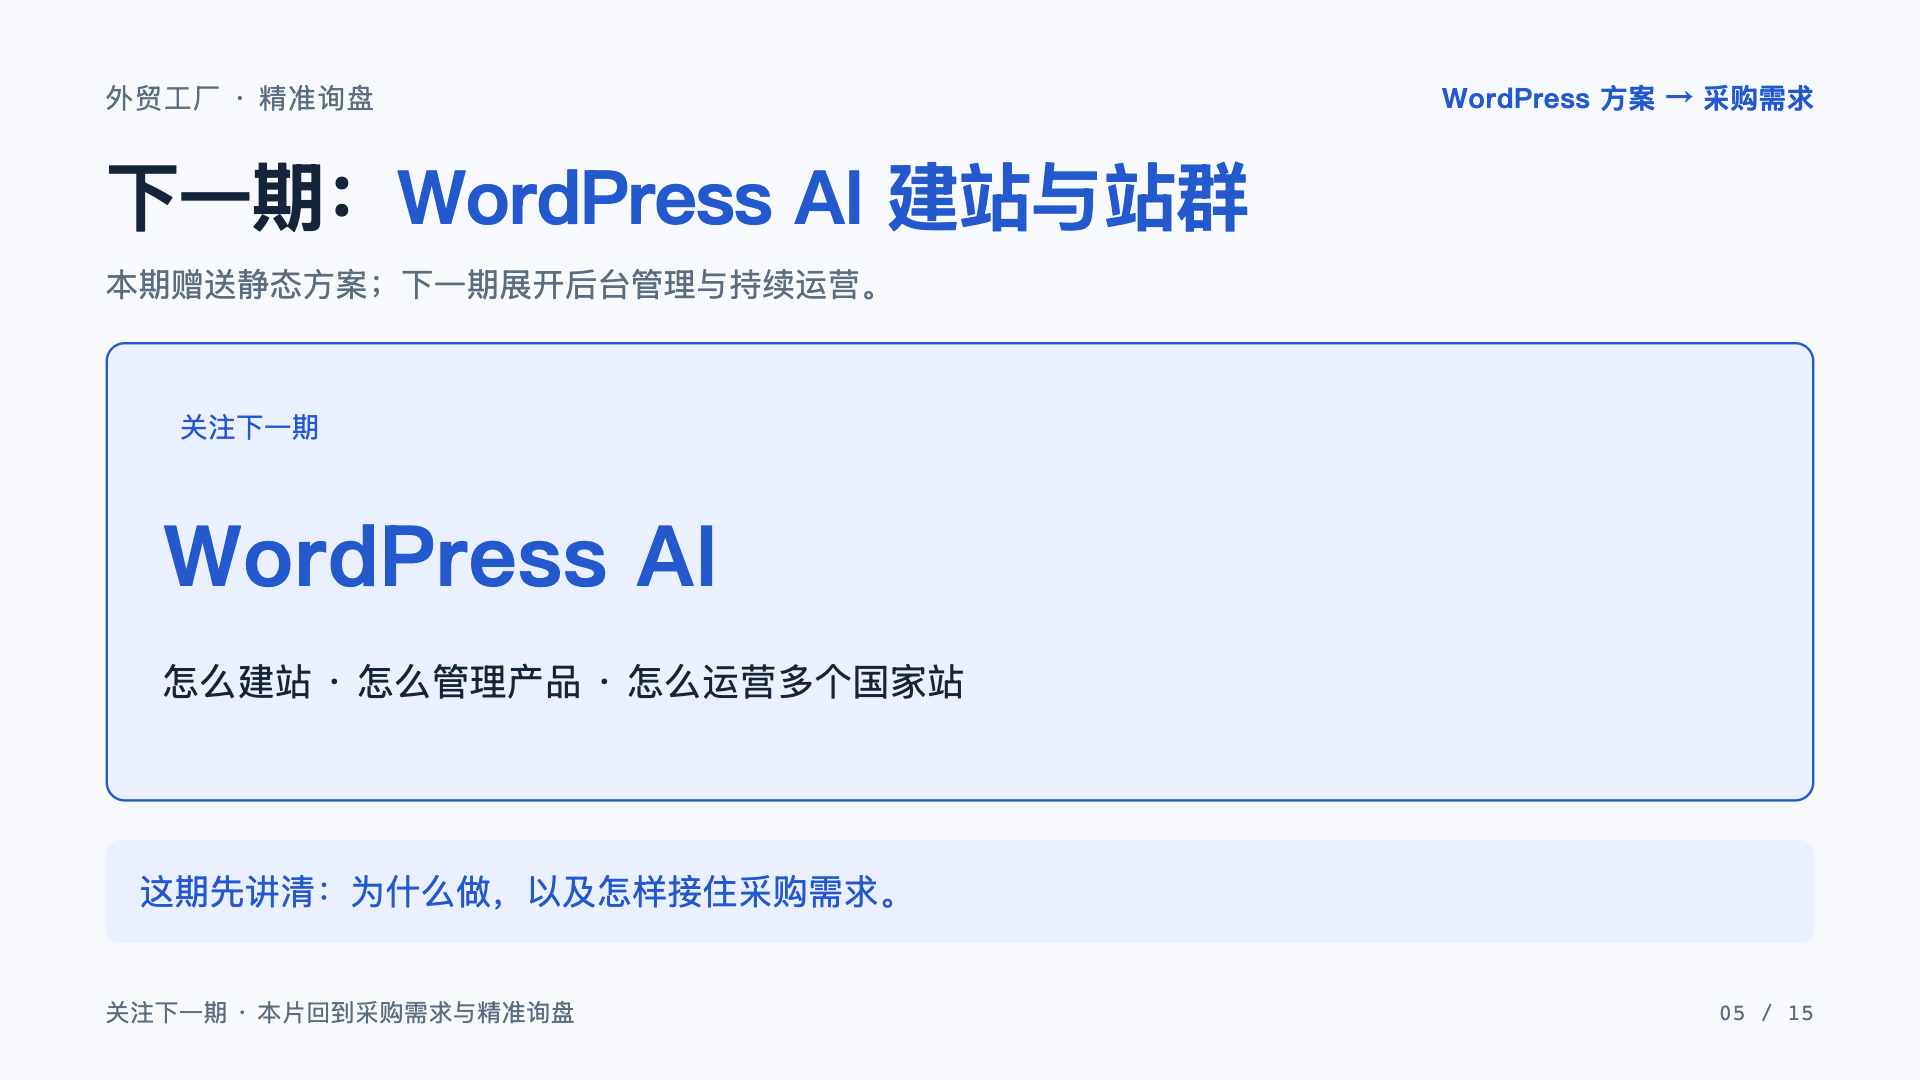 外贸工厂 · 精准询盘
WordPress 方案 → 采购需求
下一期：WordPress AI 建站与站群
本期赠送静态方案；下一期展开后台管理与持续运营。
关注下一期
WordPress AI
怎么建站 · 怎么管理产品 · 怎么运营多个国家站
这期先讲清：为什么做，以及怎样接住采购需求。
关注下一期 · 本片回到采购需求与精准询盘
05 / 15